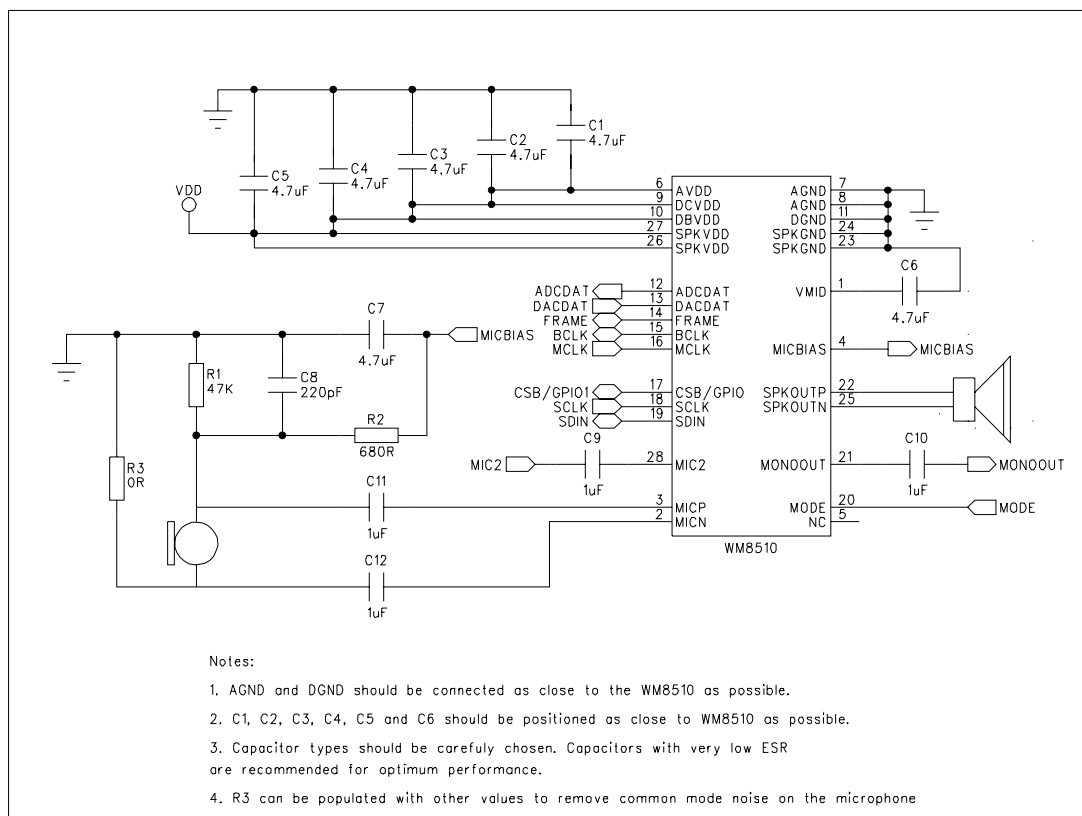 C1
4.7uF
C2
4.7uF
C3
4.7uF
C4
4.7uF
C5
4.7uF
VDD
6 AVDD
9 DCVDD
10 DBVDD
27 SPKVDD
26 SPKVDD
AGND 7
AGND 8
DGND 11
SPKGND 24
SPKGND 23
C6
4.7uF
VMID 1
ADCDAT 12 ADCDAT
DACDAT 13 DACDAT
FRAME 14 FRAME
BCLK 15 BCLK
MCLK 16 MCLK
C7
4.7uF
MICBIAS
MICBIAS 4 MICBIAS
R1
47K
C8
220pF
R2
680R
CSB/GPIO1 17 CSB/GPIO
SCLK 18 SCLK
SDIN 19 SDIN
SPKOUTP 22
SPKOUTN 25
R3
0R
MIC2 C9 28 MIC2
1uF
MONOOUT 21 C10 MONOOUT
1uF
C11
1uF
3 MICP
2 MICN
MODE 20 MODE
NC 5
C12
1uF
WM8510
Notes:
1. AGND and DGND should be connected as close to the WM8510 as possible.
2. C1, C2, C3, C4, C5 and C6 should be positioned as close to WM8510 as possible.
3. Capacitor types should be carefuly chosen. Capacitors with very low ESR
are recommended for optimum performance.
4. R3 can be populated with other values to remove common mode noise on the microphone